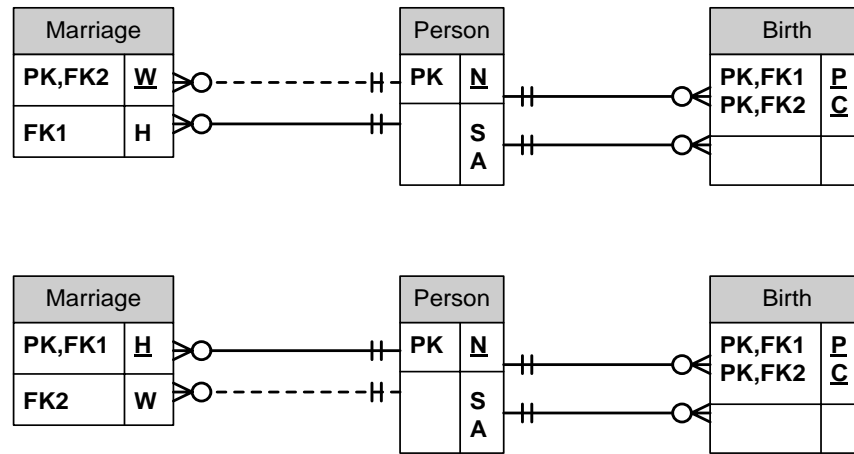 Marriage Person Birth
PK,FK2 W PK N PK,FK1 P
PK,FK2 C
FK1 H S
A
Marriage Person Birth
PK,FK1 H PK N PK,FK1 P
PK,FK2 C
FK2 W S
A